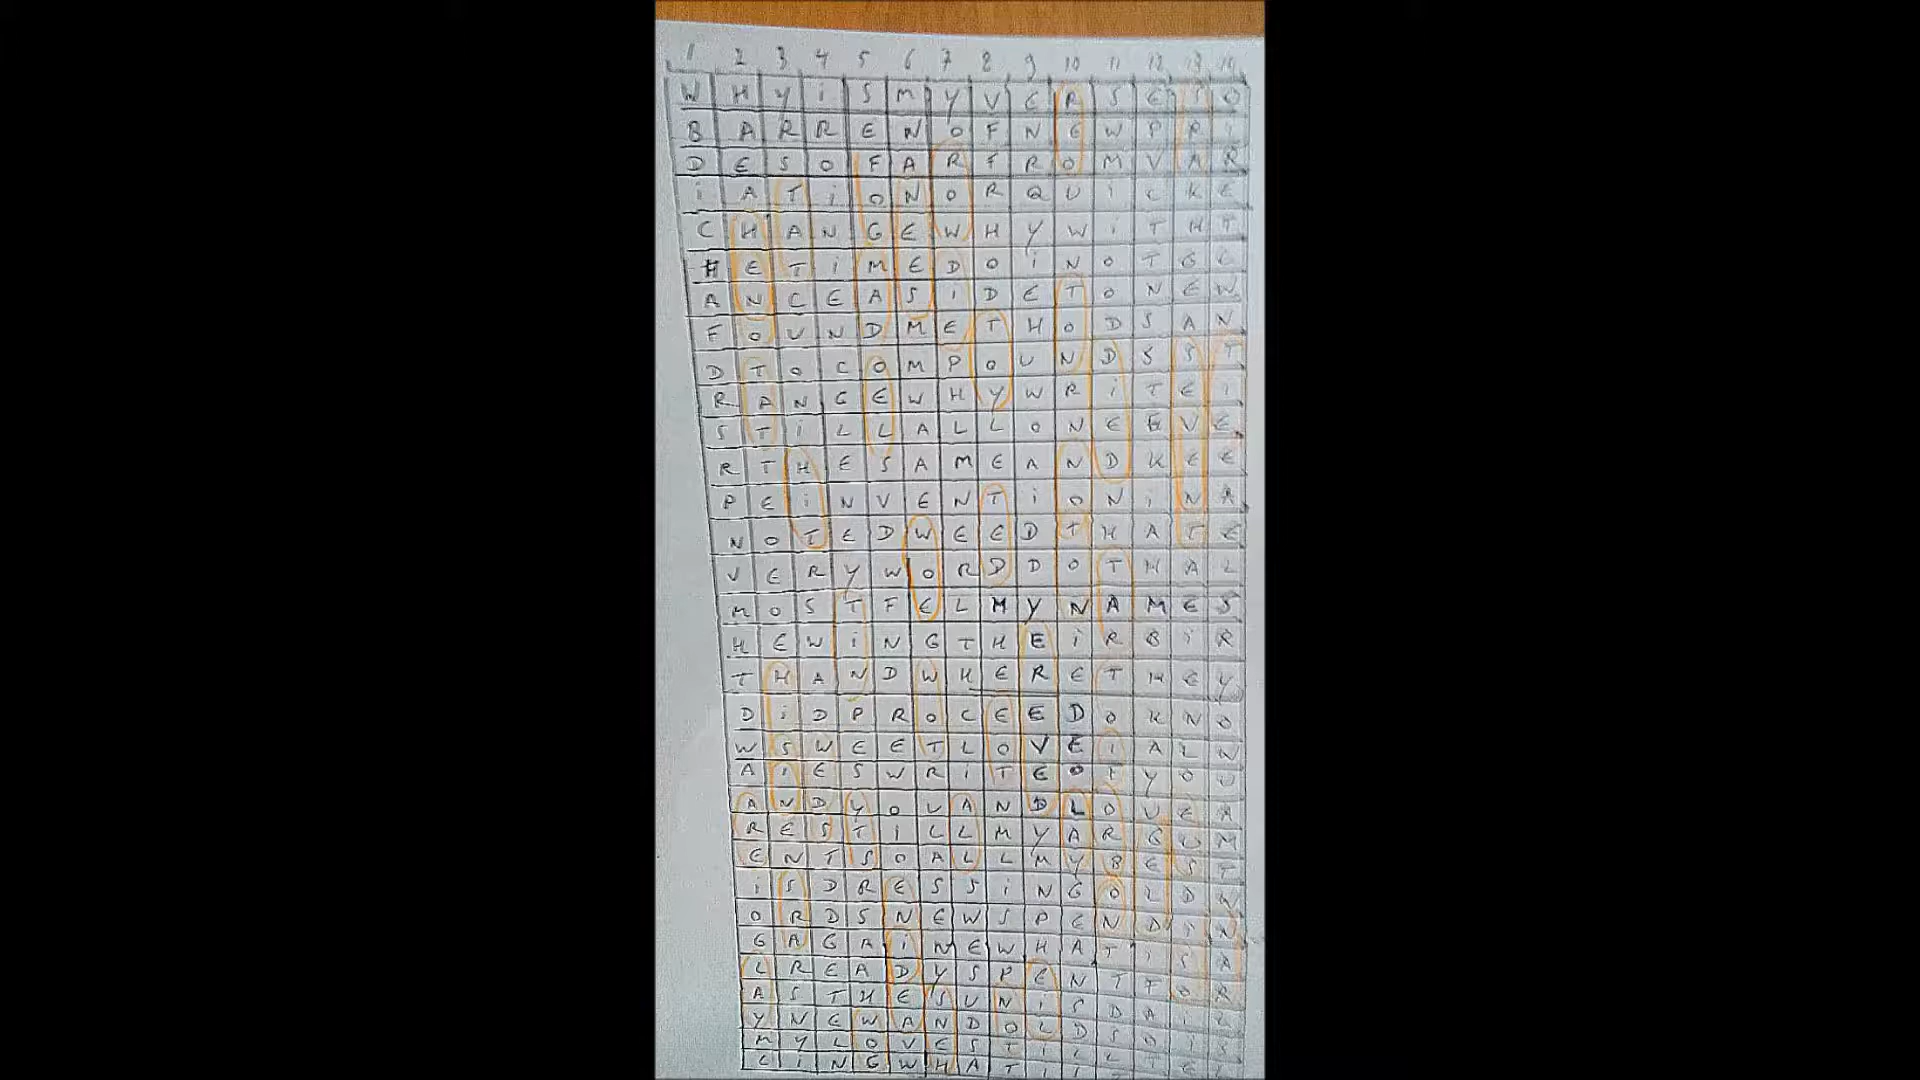 1 2 3 4 5 6 7 8 9 10 11 12 13 14
W H Y I S M Y V E R S E S O
B A R R E N O F N E W P R I
D E S O F A R F R O M V A R
I A T I O N O R Q U I C K E
C H A N G E W H Y W I T H T
H E T I M E D O I N O T G L
A N C E A S I D E T O N E W
F O U N D M E T H O D S A N
D T O C O M P O U N D S S T
R A N G E W H Y W R I T E I
S T I L L A L L O N E E V E
R T H E S A M E A N D K E E
P E I N V E N T I O N I N A
N O T E D W E E D T H A T E
V E R Y W O R D D O T H A L
M O S T F E L M Y N A M E S
H E W I N G T H E I R B I R
T H A N D W H E R E T H E Y
D I D P R O C E E D O K N O
W S W E E T L O V E I A L W
A I E S W R I T E O F Y O U
A N D Y O U A N D L O V E A
R E S T I L L M Y A R G U M
E N T S O A L L M Y B E S T
I S D R E S S I N G O L D W
O R D S N E W S P E N D I N
G A G A I N E W H A T I S A
L R E A D Y S P E N T F O R
A S T H E S U N I S D A I L
Y N E W A N D O L D S O I S
M Y L O V E S T I L L T E L
L I N G W H A T I